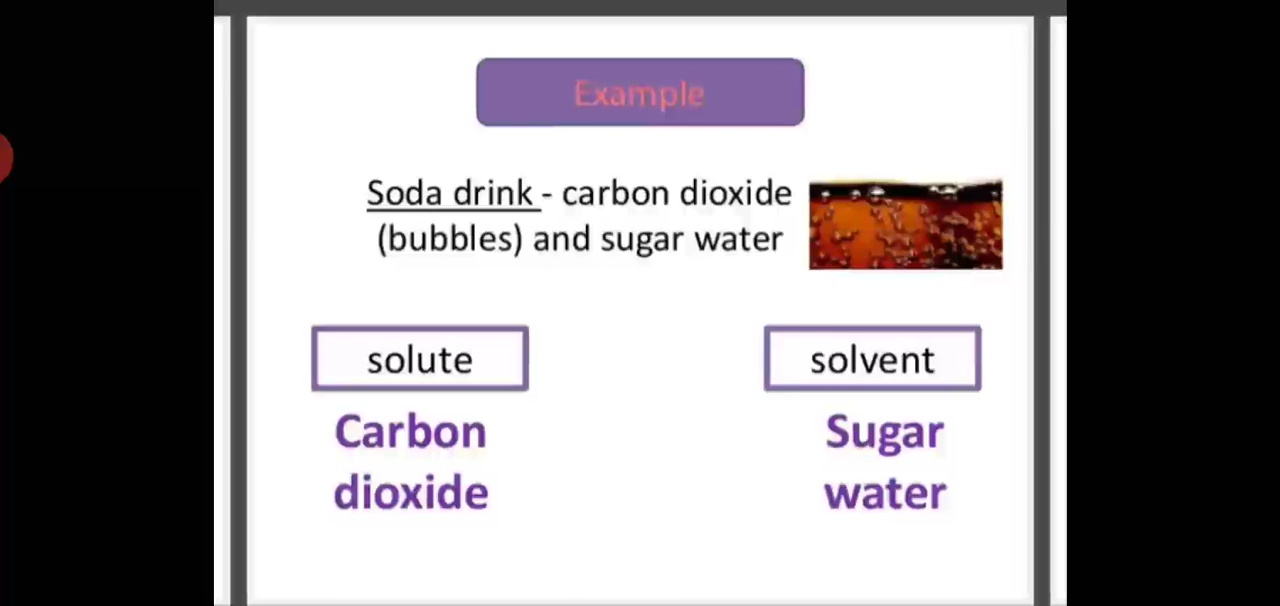 Example
Soda drink - carbon dioxide
(bubbles) and sugar water
solute
solvent
Carbon
dioxide
Sugar
water